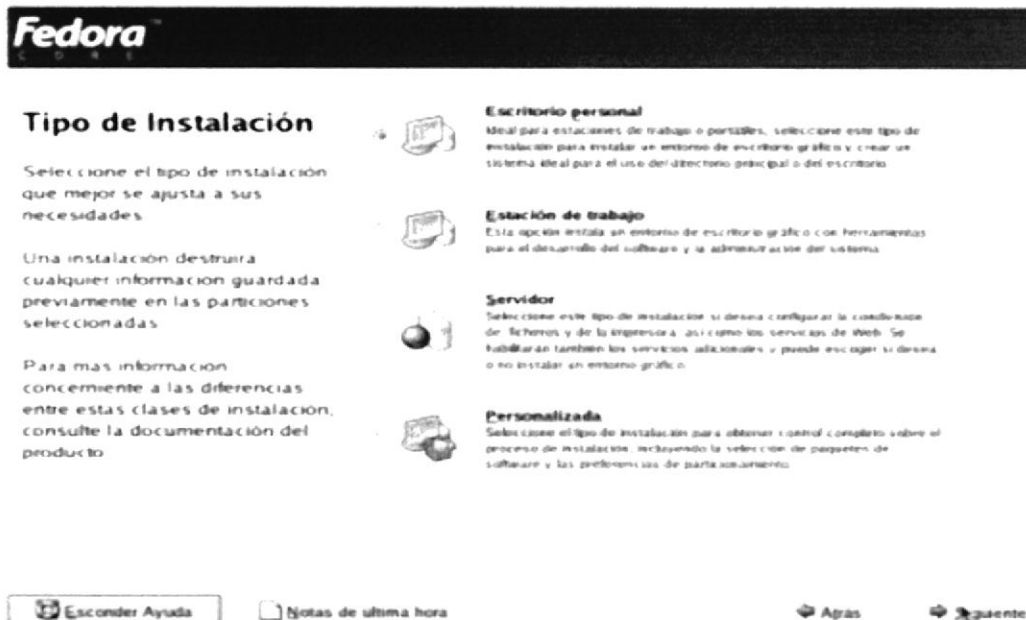 Fedora
CORE
Tipo de Instalación
Seleccione el tipo de instalación
que mejor se ajusta a sus
necesidades
Una instalación destruira
cualquier informacion guardada
previamente en las particiones
seleccionadas
Para mas información
concerniente a las diferencias
entre estas clases de instalación,
consulte la documentación del
producto
Escritorio personal
Ideal para estaciones de trabajo o portátiles, seleccione este tipo de
instalación para instalar un entorno de escritorio gráfico y crear un
sistema ideal para el uso del directorio principal o del escritorio
Estación de trabajo
Esta opción instala un entorno de escritorio gráfico con herramientas
para el desarrollo del software y la administración del sistema
Servidor
Seleccione este tipo de instalación si desea configurar la
de ficheros y de la impresora, así como los servicios de Web. Se
habilitarán también los servicios adicionales y puede escoger si desea
o no instalar un entorno gráfico
Personalizada
Seleccione el tipo de instalación para obtener control completo sobre el
proceso de instalación, incluyendo la selección de paquetes de
software y las preferencias de particionamiento
Esconder Ayuda
Notas de ultima hora
Atrás
Siguiente